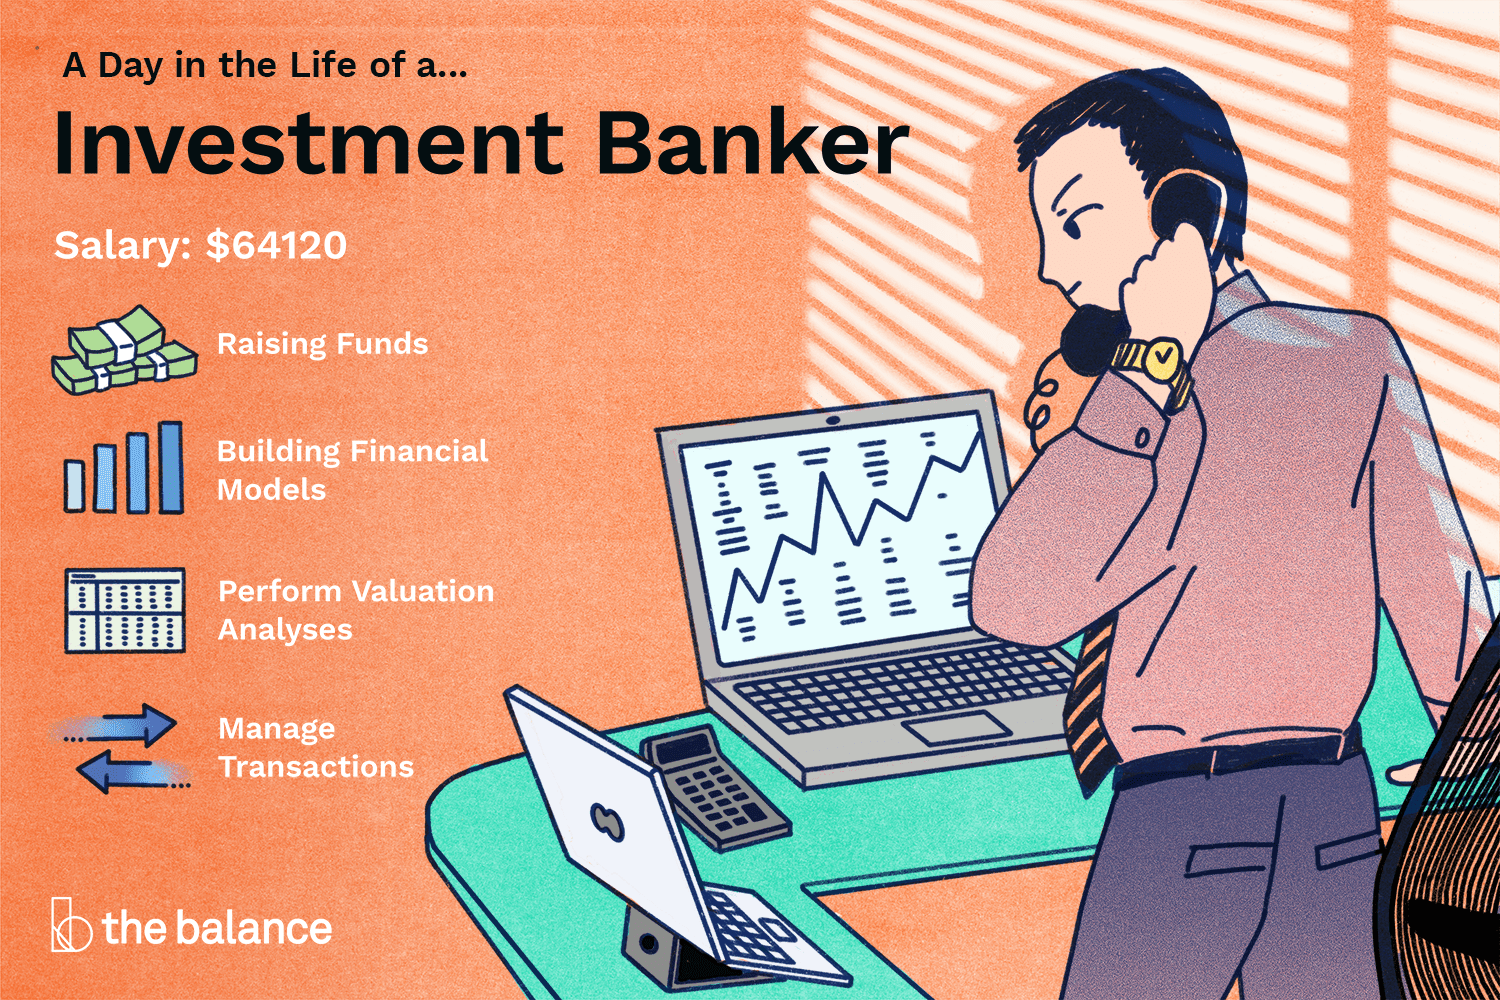 A Day in the Life of a...
Investment Banker
Salary: $64120
Raising Funds
Building Financial
Models
Perform Valuation
Analyses
Manage
Transactions
the balance